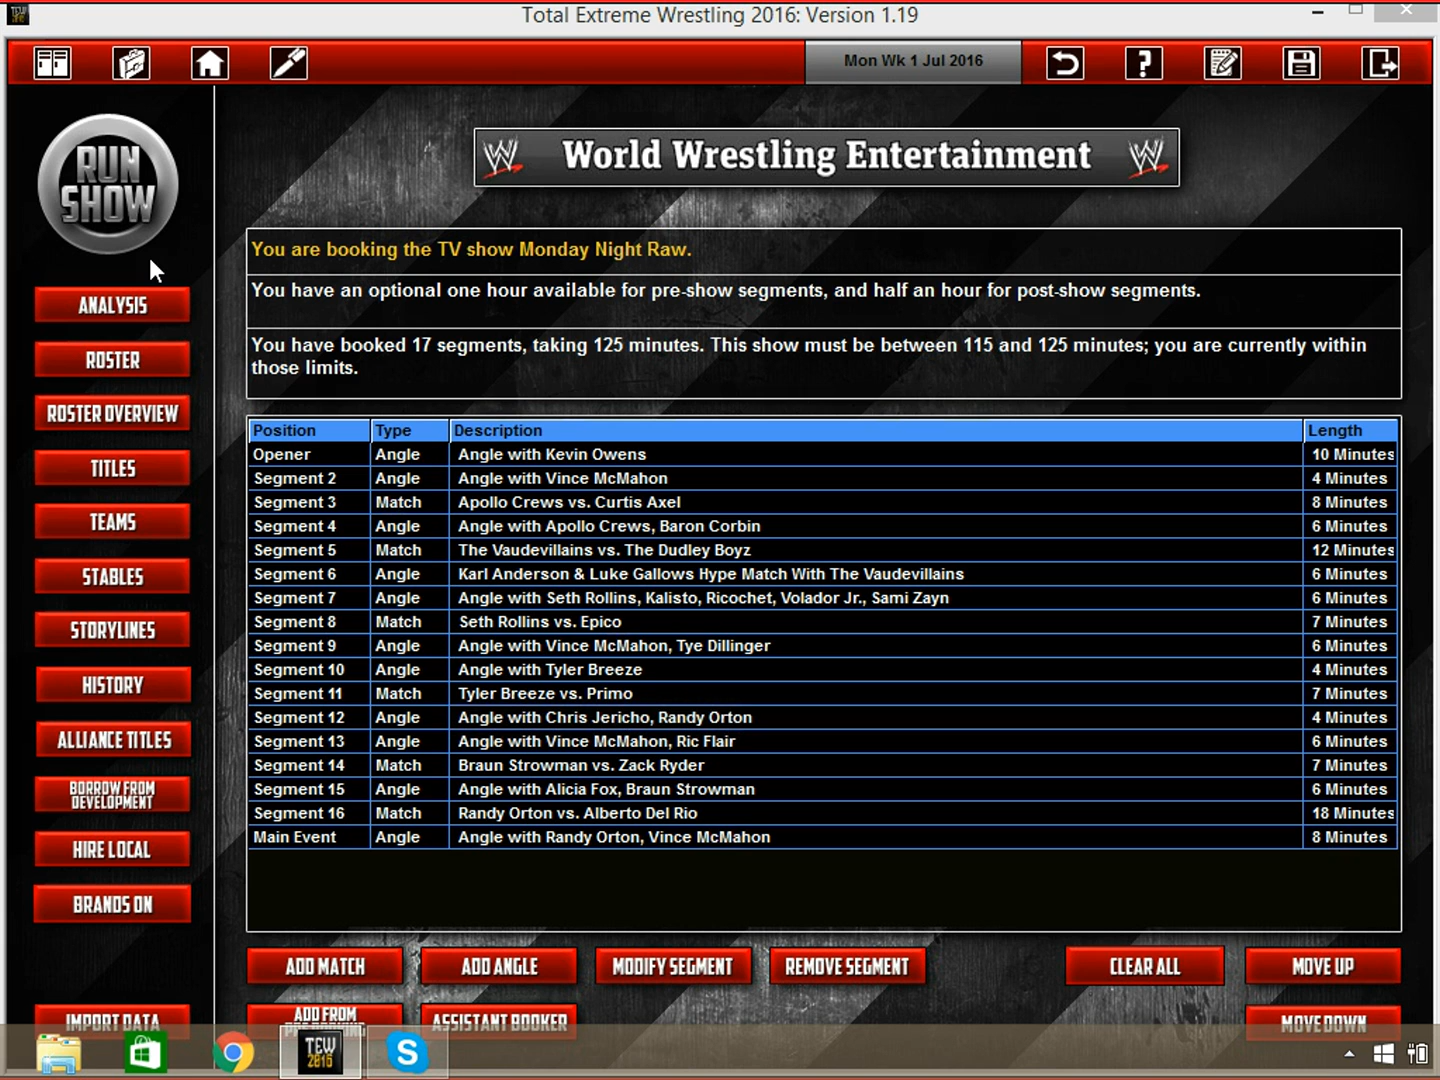 Total Extreme Wrestling 2016: Version 1.19
Mon Wk 1 Jul 2016
RUN
SHOW
World Wrestling Entertainment
You are booking the TV show Monday Night Raw.
You have an optional one hour available for pre-show segments, and half an hour for post-show segments.
You have booked 17 segments, taking 125 minutes. This show must be between 115 and 125 minutes; you are currently within
those limits.
ANALYSIS
ROSTER
ROSTER OVERVIEW
TITLES
TEAMS
STABLES
STORYLINES
HISTORY
ALLIANCE TITLES
BORROW FROM
DEVELOPMENT
HIRE LOCAL
BRANDS ON
IMPORT DATA
Position Type Description Length
Opener Angle Angle with Kevin Owens 10 Minutes
Segment 2 Angle Angle with Vince McMahon 4 Minutes
Segment 3 Match Apollo Crews vs. Curtis Axel 8 Minutes
Segment 4 Angle Angle with Apollo Crews, Baron Corbin 6 Minutes
Segment 5 Match The Vaudevillains vs. The Dudley Boyz 12 Minutes
Segment 6 Angle Karl Anderson & Luke Gallows Hype Match With The Vaudevillains 6 Minutes
Segment 7 Angle Angle with Seth Rollins, Kalisto, Ricochet, Volador Jr., Sami Zayn 6 Minutes
Segment 8 Match Seth Rollins vs. Epico 7 Minutes
Segment 9 Angle Angle with Vince McMahon, Tye Dillinger 6 Minutes
Segment 10 Angle Angle with Tyler Breeze 4 Minutes
Segment 11 Match Tyler Breeze vs. Primo 7 Minutes
Segment 12 Angle Angle with Chris Jericho, Randy Orton 4 Minutes
Segment 13 Angle Angle with Vince McMahon, Ric Flair 6 Minutes
Segment 14 Match Braun Strowman vs. Zack Ryder 7 Minutes
Segment 15 Angle Angle with Alicia Fox, Braun Strowman 6 Minutes
Segment 16 Match Randy Orton vs. Alberto Del Rio 18 Minutes
Main Event Angle Angle with Randy Orton, Vince McMahon 8 Minutes
ADD MATCH ADD ANGLE MODIFY SEGMENT REMOVE SEGMENT CLEAR ALL MOVE UP
ADD FROM ASSISTANT BOOKER MOVE DOWN
TEW
2016